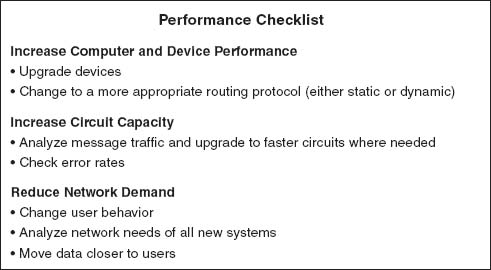 Performance Checklist
Increase Computer and Device Performance
• Upgrade devices
• Change to a more appropriate routing protocol (either static or dynamic)
Increase Circuit Capacity
• Analyze message traffic and upgrade to faster circuits where needed
• Check error rates
Reduce Network Demand
• Change user behavior
• Analyze network needs of all new systems
• Move data closer to users